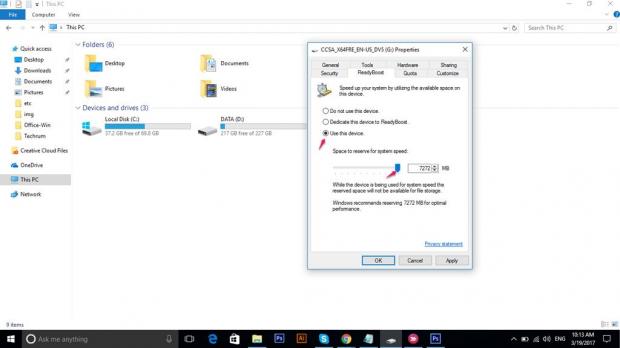 This PC
File
Computer
View
This PC
Search This PC
Quick access
Desktop
Downloads
Documents
Pictures
etc
img
Office-Win
Technrum
Creative Cloud Files
OneDrive
This PC
Network
Folders (6)
Desktop
Documents
Pictures
Videos
Devices and drives (3)
Local Disk (C:)
37.2 GB free of 69.8 GB
DATA (D:)
217 GB free of 227 GB
CCSA_X64FRE_EN-US_DV5 (G:) Properties
General
Tools
Hardware
Sharing
Security
ReadyBoost
Quota
Customize
Speed up your system by utilizing the available space on
this device.
Do not use this device.
Dedicate this device to ReadyBoost.
Use this device.
Space to reserve for system speed:
7272 MB
While the device is being used for system speed the
reserved space will not be available for file storage.
Windows recommends reserving 7272 MB for optimal
performance.
Privacy statement
OK
Cancel
Apply
9 items
Ask me anything
ENG
10:13 AM
3/19/2017